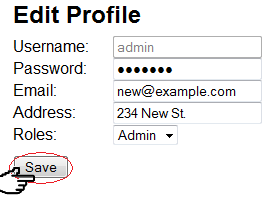 Edit Profile
Username: admin
Password: ●●●●●●●
Email: new@example.com
Address: 234 New St.
Roles: Admin
Save